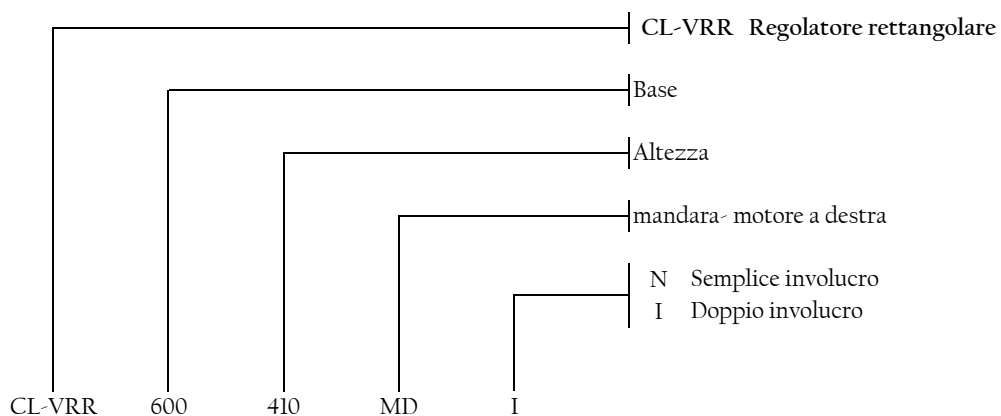 CL-VRR Regolatore rettangolare
Base
Altezza
mandara- motore a destra
N Semplice involucro
I Doppio involucro
CL-VRR 600 410 MD I